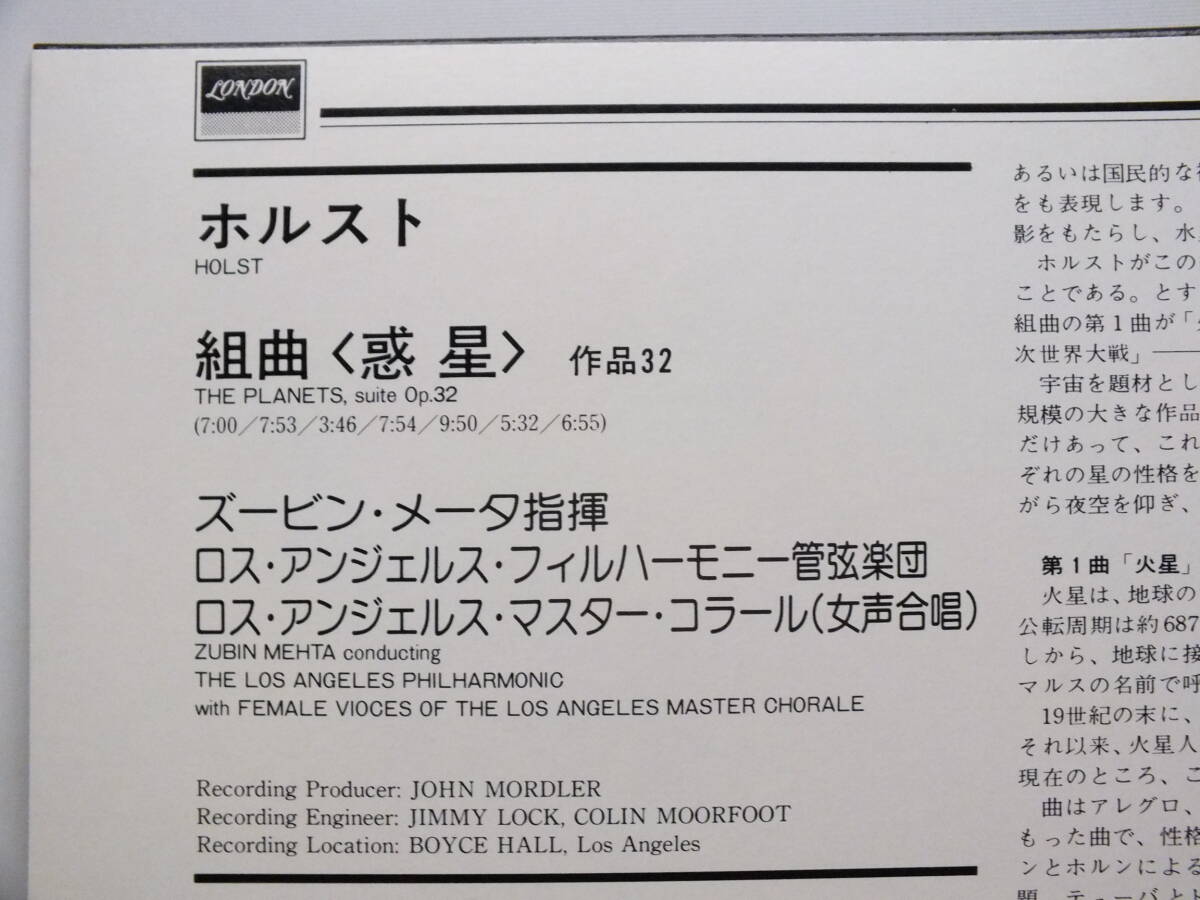 LONDON
ホルスト
HOLST
組曲〈惑 星〉 作品32
THE PLANETS, suite Op.32
(7:00／7:53／3:46／7:54／9:50／5:32／6:55)
ズービン・メータ指揮
ロス・アンジェルス・フィルハーモニー管弦楽団
ロス・アンジェルス・マスター・コラール(女声合唱)
ZUBIN MEHTA conducting
THE LOS ANGELES PHILHARMONIC
with FEMALE VIOCES OF THE LOS ANGELES MASTER CHORALE
Recording Producer: JOHN MORDLER
Recording Engineer: JIMMY LOCK, COLIN MOORFOOT
Recording Location: BOYCE HALL, Los Angeles
あるいは国民的な
をも表現します。
影をもたらし、水
ホルストがこの
ことである。とす
組曲の第1曲が「
次世界大戦」――
宇宙を題材とし
規模の大きな作品
だけあって、これ
ぞれの星の性格を
がら夜空を仰ぎ、
第1曲「火星」
火星は、地球の
公転周期は約687
しから、地球に接
マルスの名前で呼
19世紀の末に、
それ以来、火星人
現在のところ、こ
曲はアレグロ、
もった曲で、性格
ンとホルンによる
題、テューバとト